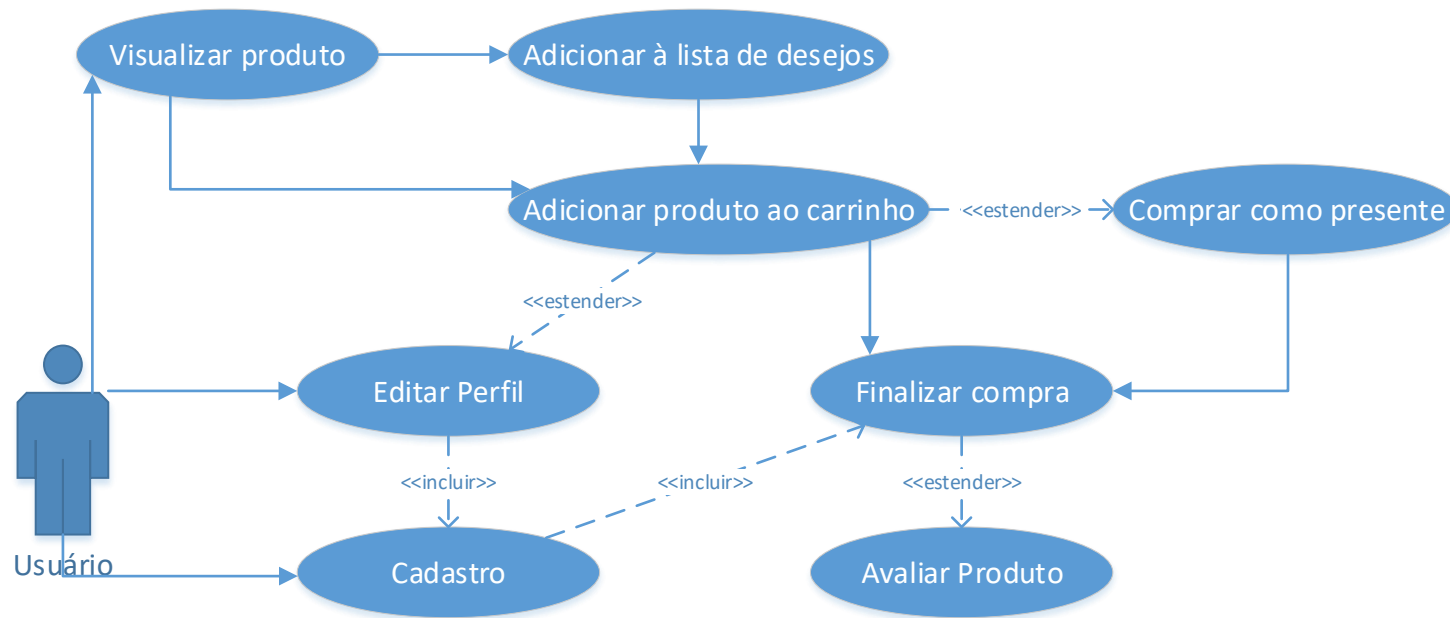 Visualizar produto
Adicionar à lista de desejos
Adicionar produto ao carrinho
<<estender>>
Comprar como presente
<<estender>>
Editar Perfil
Finalizar compra
<<incluir>>
<<incluir>>
<<estender>>
Usuário
Cadastro
Avaliar Produto